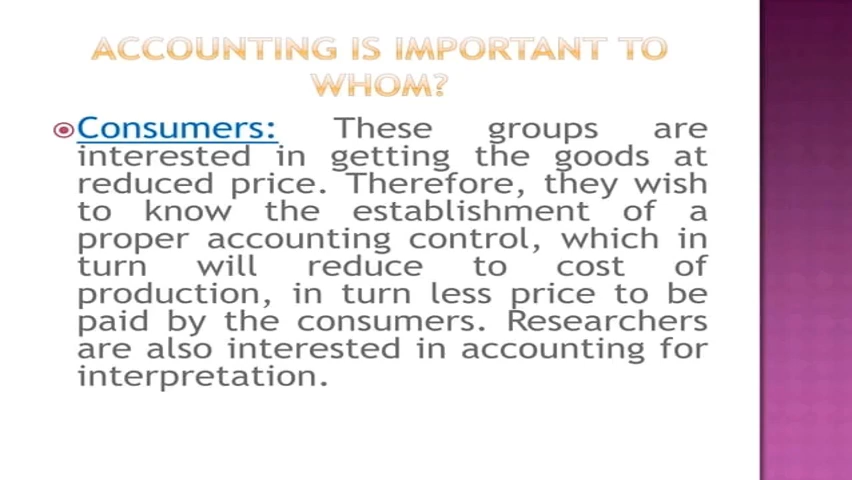 ACCOUNTING IS IMPORTANT TO
WHOM?
Consumers: These groups are
interested in getting the goods at
reduced price. Therefore, they wish
to know the establishment of a
proper accounting control, which in
turn will reduce to cost of
production, in turn less price to be
paid by the consumers. Researchers
are also interested in accounting for
interpretation.